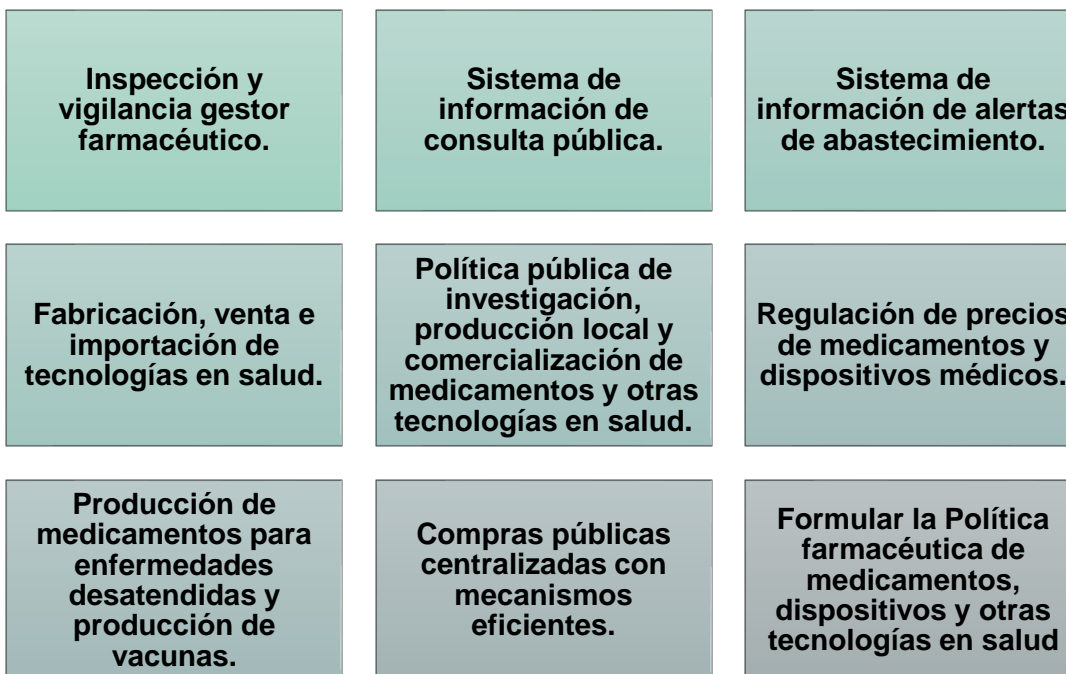 Inspección y
vigilancia gestor
farmacéutico.
Sistema de
información de
consulta pública.
Sistema de
información de alertas
de abastecimiento.
Fabricación, venta e
importación de
tecnologías en salud.
Política pública de
investigación,
producción local y
comercialización de
medicamentos y otras
tecnologías en salud.
Regulación de precios
de medicamentos y
dispositivos médicos.
Producción de
medicamentos para
enfermedades
desatendidas y
producción de
vacunas.
Compras públicas
centralizadas con
mecanismos
eficientes.
Formular la Política
farmacéutica de
medicamentos,
dispositivos y otras
tecnologías en salud